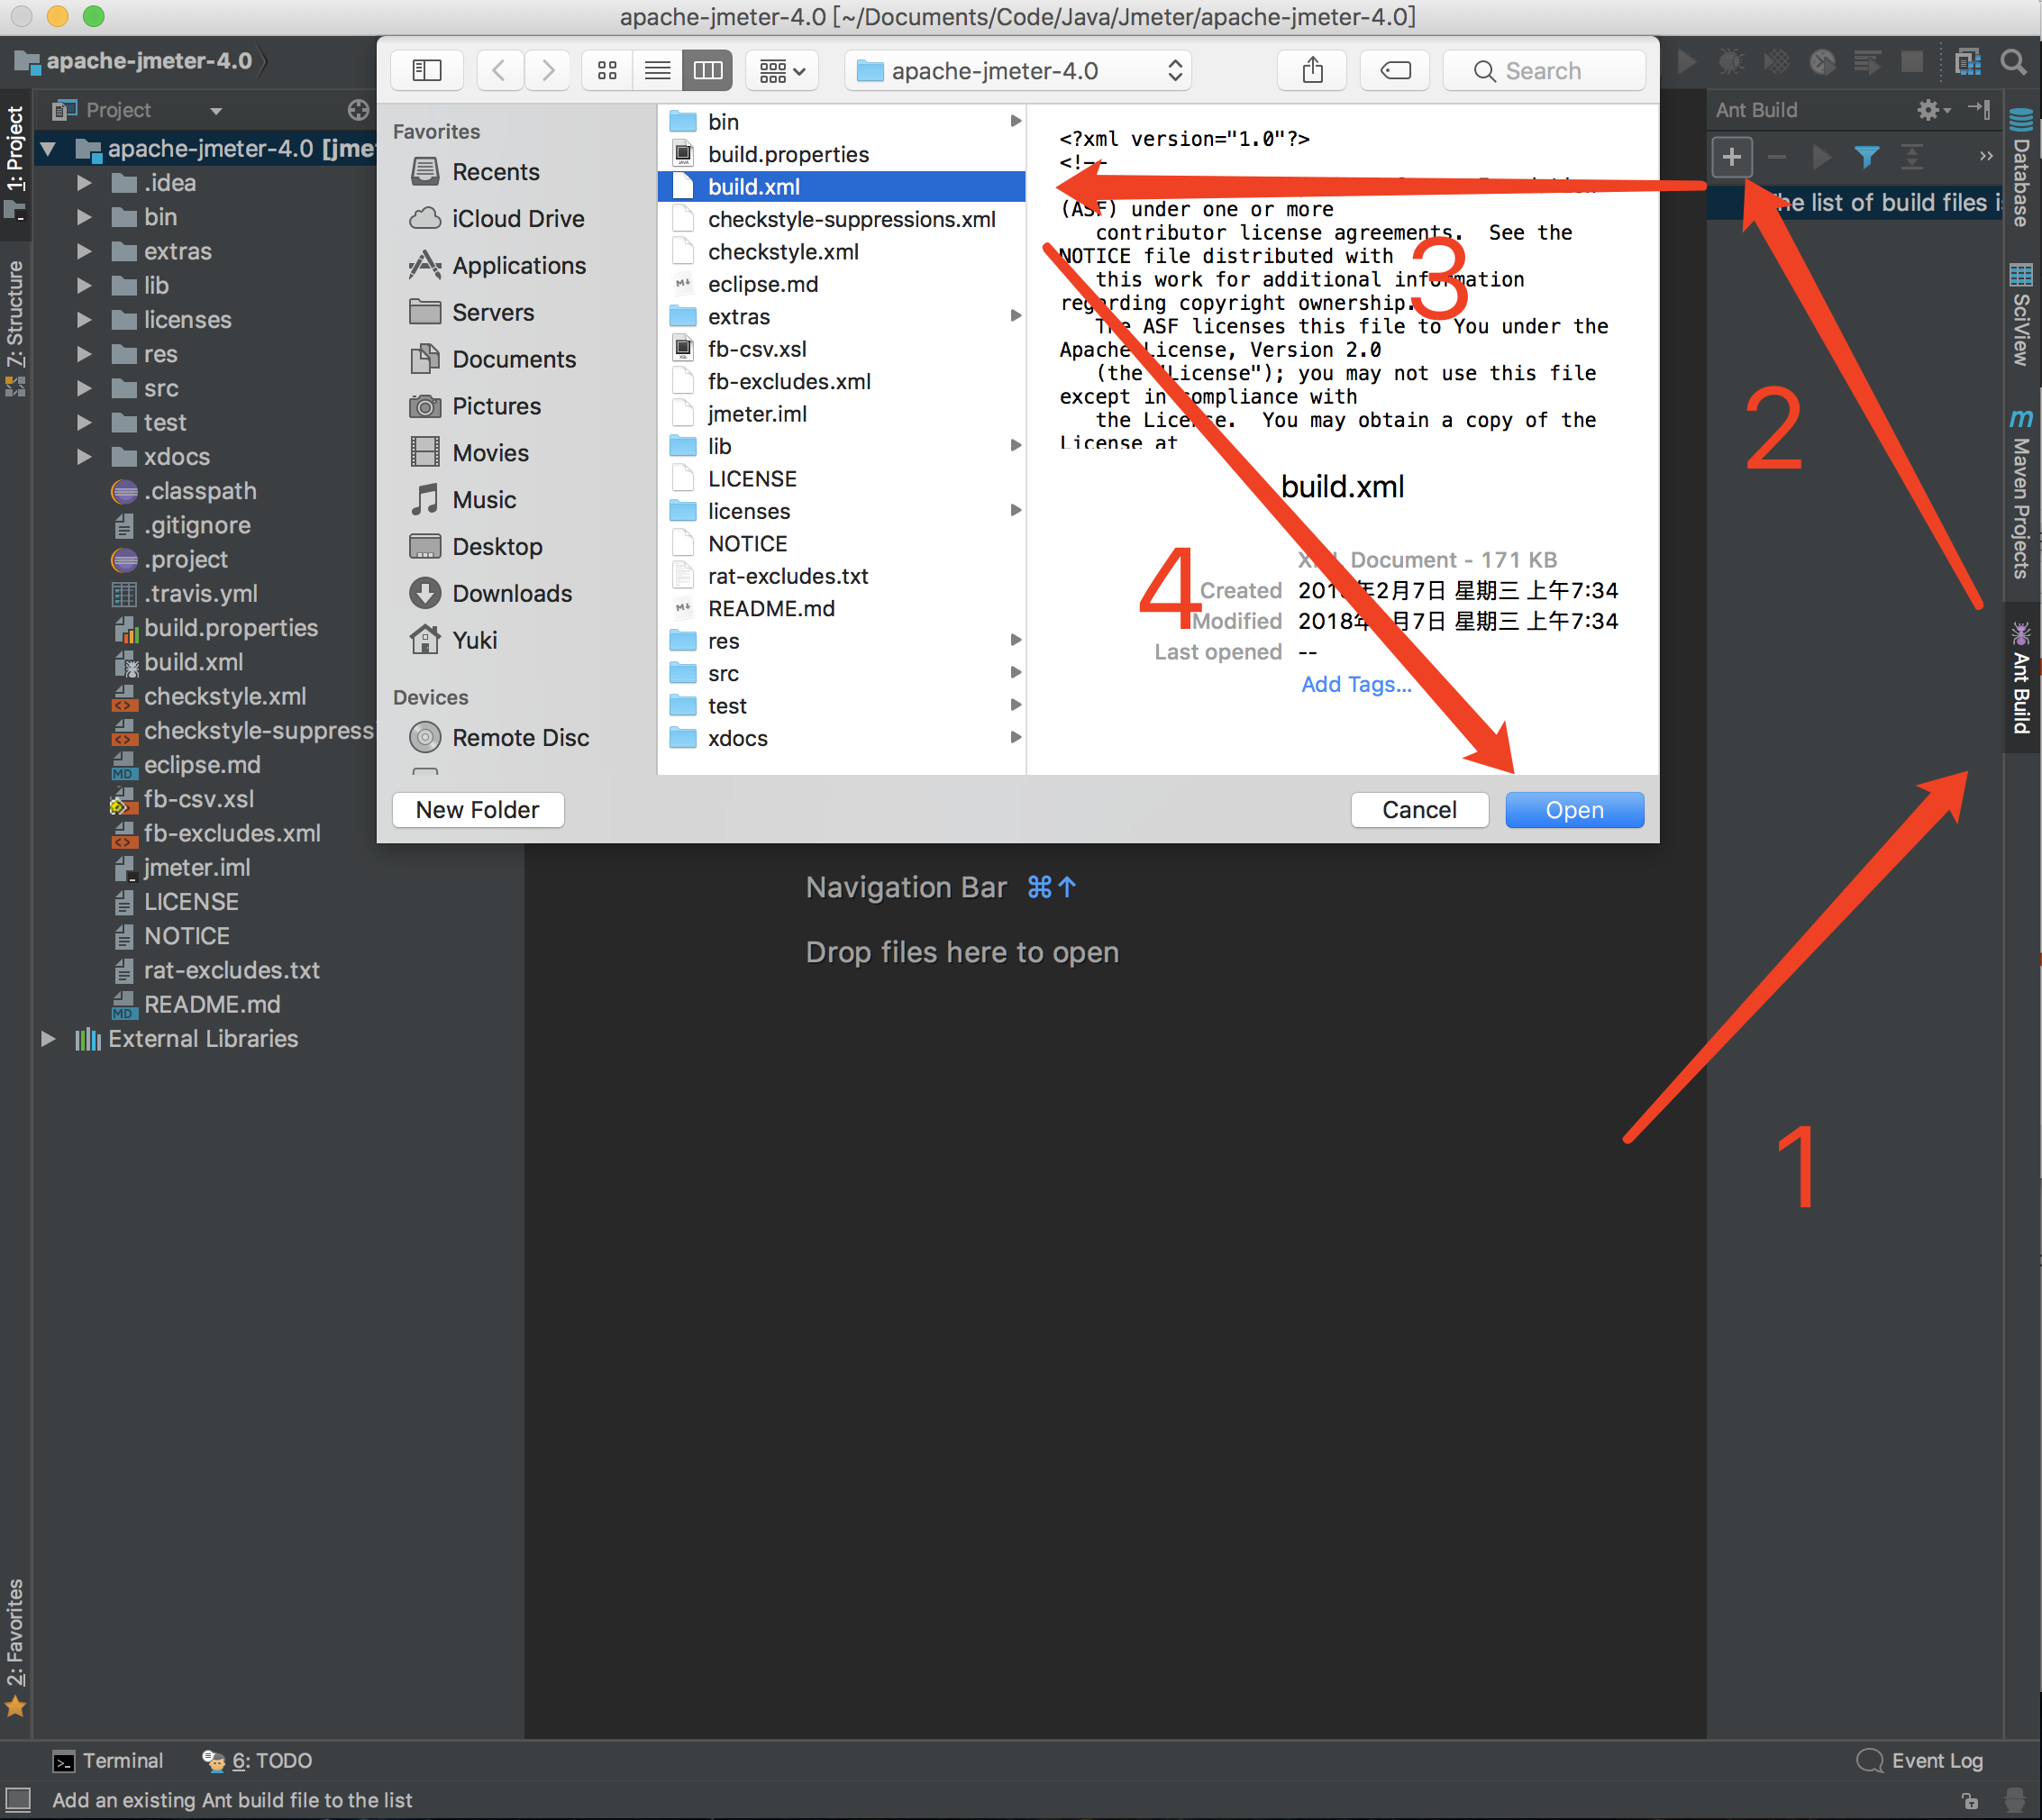 apache-jmeter-4.0 [~/Documents/Code/Java/Jmeter/apache-jmeter-4.0]
apache-jmeter-4.0
apache-jmeter-4.0
Search
1: Project
Z: Structure
2: Favorites
Project
apache-jmeter-4.0 [jme
.idea
bin
extras
lib
licenses
res
src
test
xdocs
.classpath
.gitignore
.project
.travis.yml
build.properties
build.xml
checkstyle.xml
checkstyle-suppress
eclipse.md
fb-csv.xsl
fb-excludes.xml
jmeter.iml
LICENSE
NOTICE
rat-excludes.txt
README.md
External Libraries
Favorites
Recents
iCloud Drive
Applications
Servers
Documents
Pictures
Movies
Music
Desktop
Downloads
Yuki
Devices
Remote Disc
bin
build.properties
build.xml
checkstyle-suppressions.xml
checkstyle.xml
eclipse.md
extras
fb-csv.xsl
fb-excludes.xml
jmeter.iml
lib
LICENSE
licenses
NOTICE
rat-excludes.txt
README.md
res
src
test
xdocs
<?xml version="1.0"?>
<!--
(ASF) under one or more
contributor license agreements. See the
NOTICE file distributed with
this work for additional information
regarding copyright ownership.
The ASF licenses this file to You under the
Apache License, Version 2.0
(the "License"); you may not use this file
except in compliance with
the License. You may obtain a copy of the
License at
build.xml
Document - 171 KB
Created 2018年2月7日 星期三 上午7:34
Modified 2018年 月7日 星期三 上午7:34
Last opened --
Add Tags...
New Folder
Cancel
Open
Navigation Bar ⌘↑
Drop files here to open
Ant Build
The list of build files i
Database
SciView
m Maven Projects
Ant Build
3
2
4
1
Terminal
6: TODO
Event Log
Add an existing Ant build file to the list